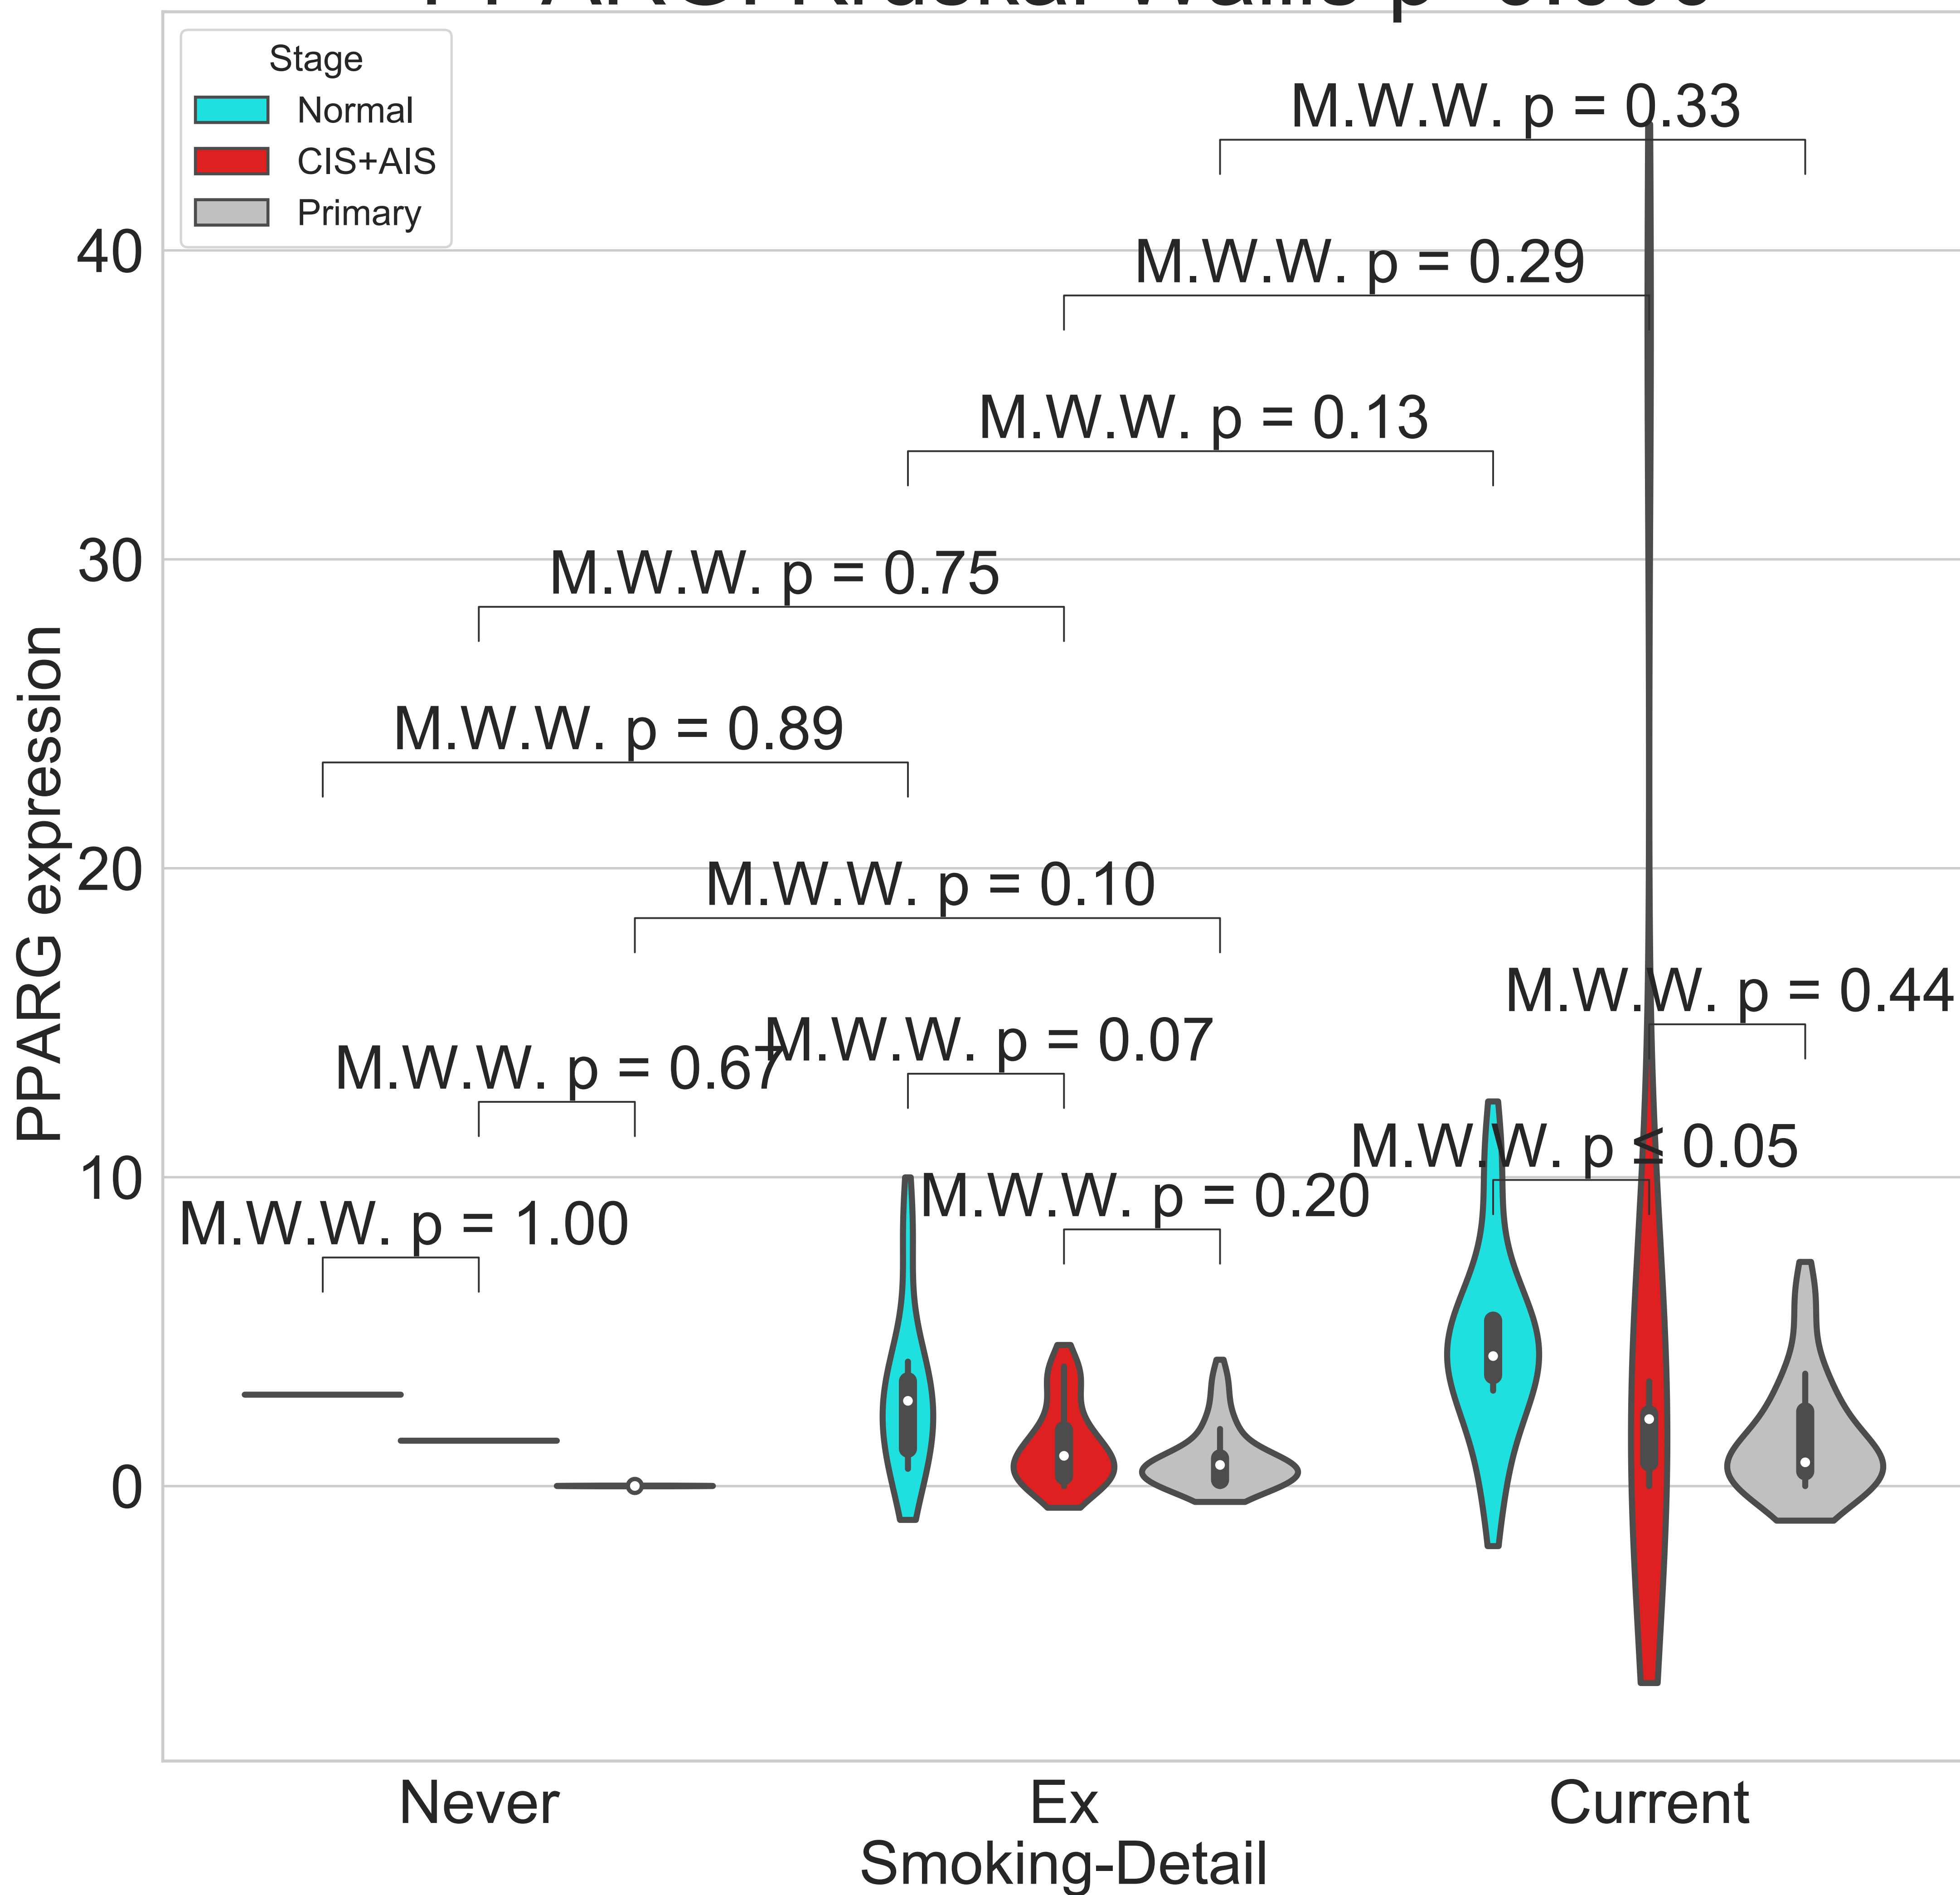 Stage
Normal
CIS+AIS
Primary
M.W.W. p = 0.33
40
M.W.W. p = 0.29
M.W.W. p = 0.13
30
M.W.W. p = 0.75
M.W.W. p = 0.89
PPARG expression
20
M.W.W. p = 0.10
M.W.W. p = 0.44
M.W.W. p = 0.07
M.W.W. p = 0.67
M.W.W. p ≤ 0.05
10
M.W.W. p = 0.20
M.W.W. p = 1.00
0
Never
Ex
Current
Smoking-Detail